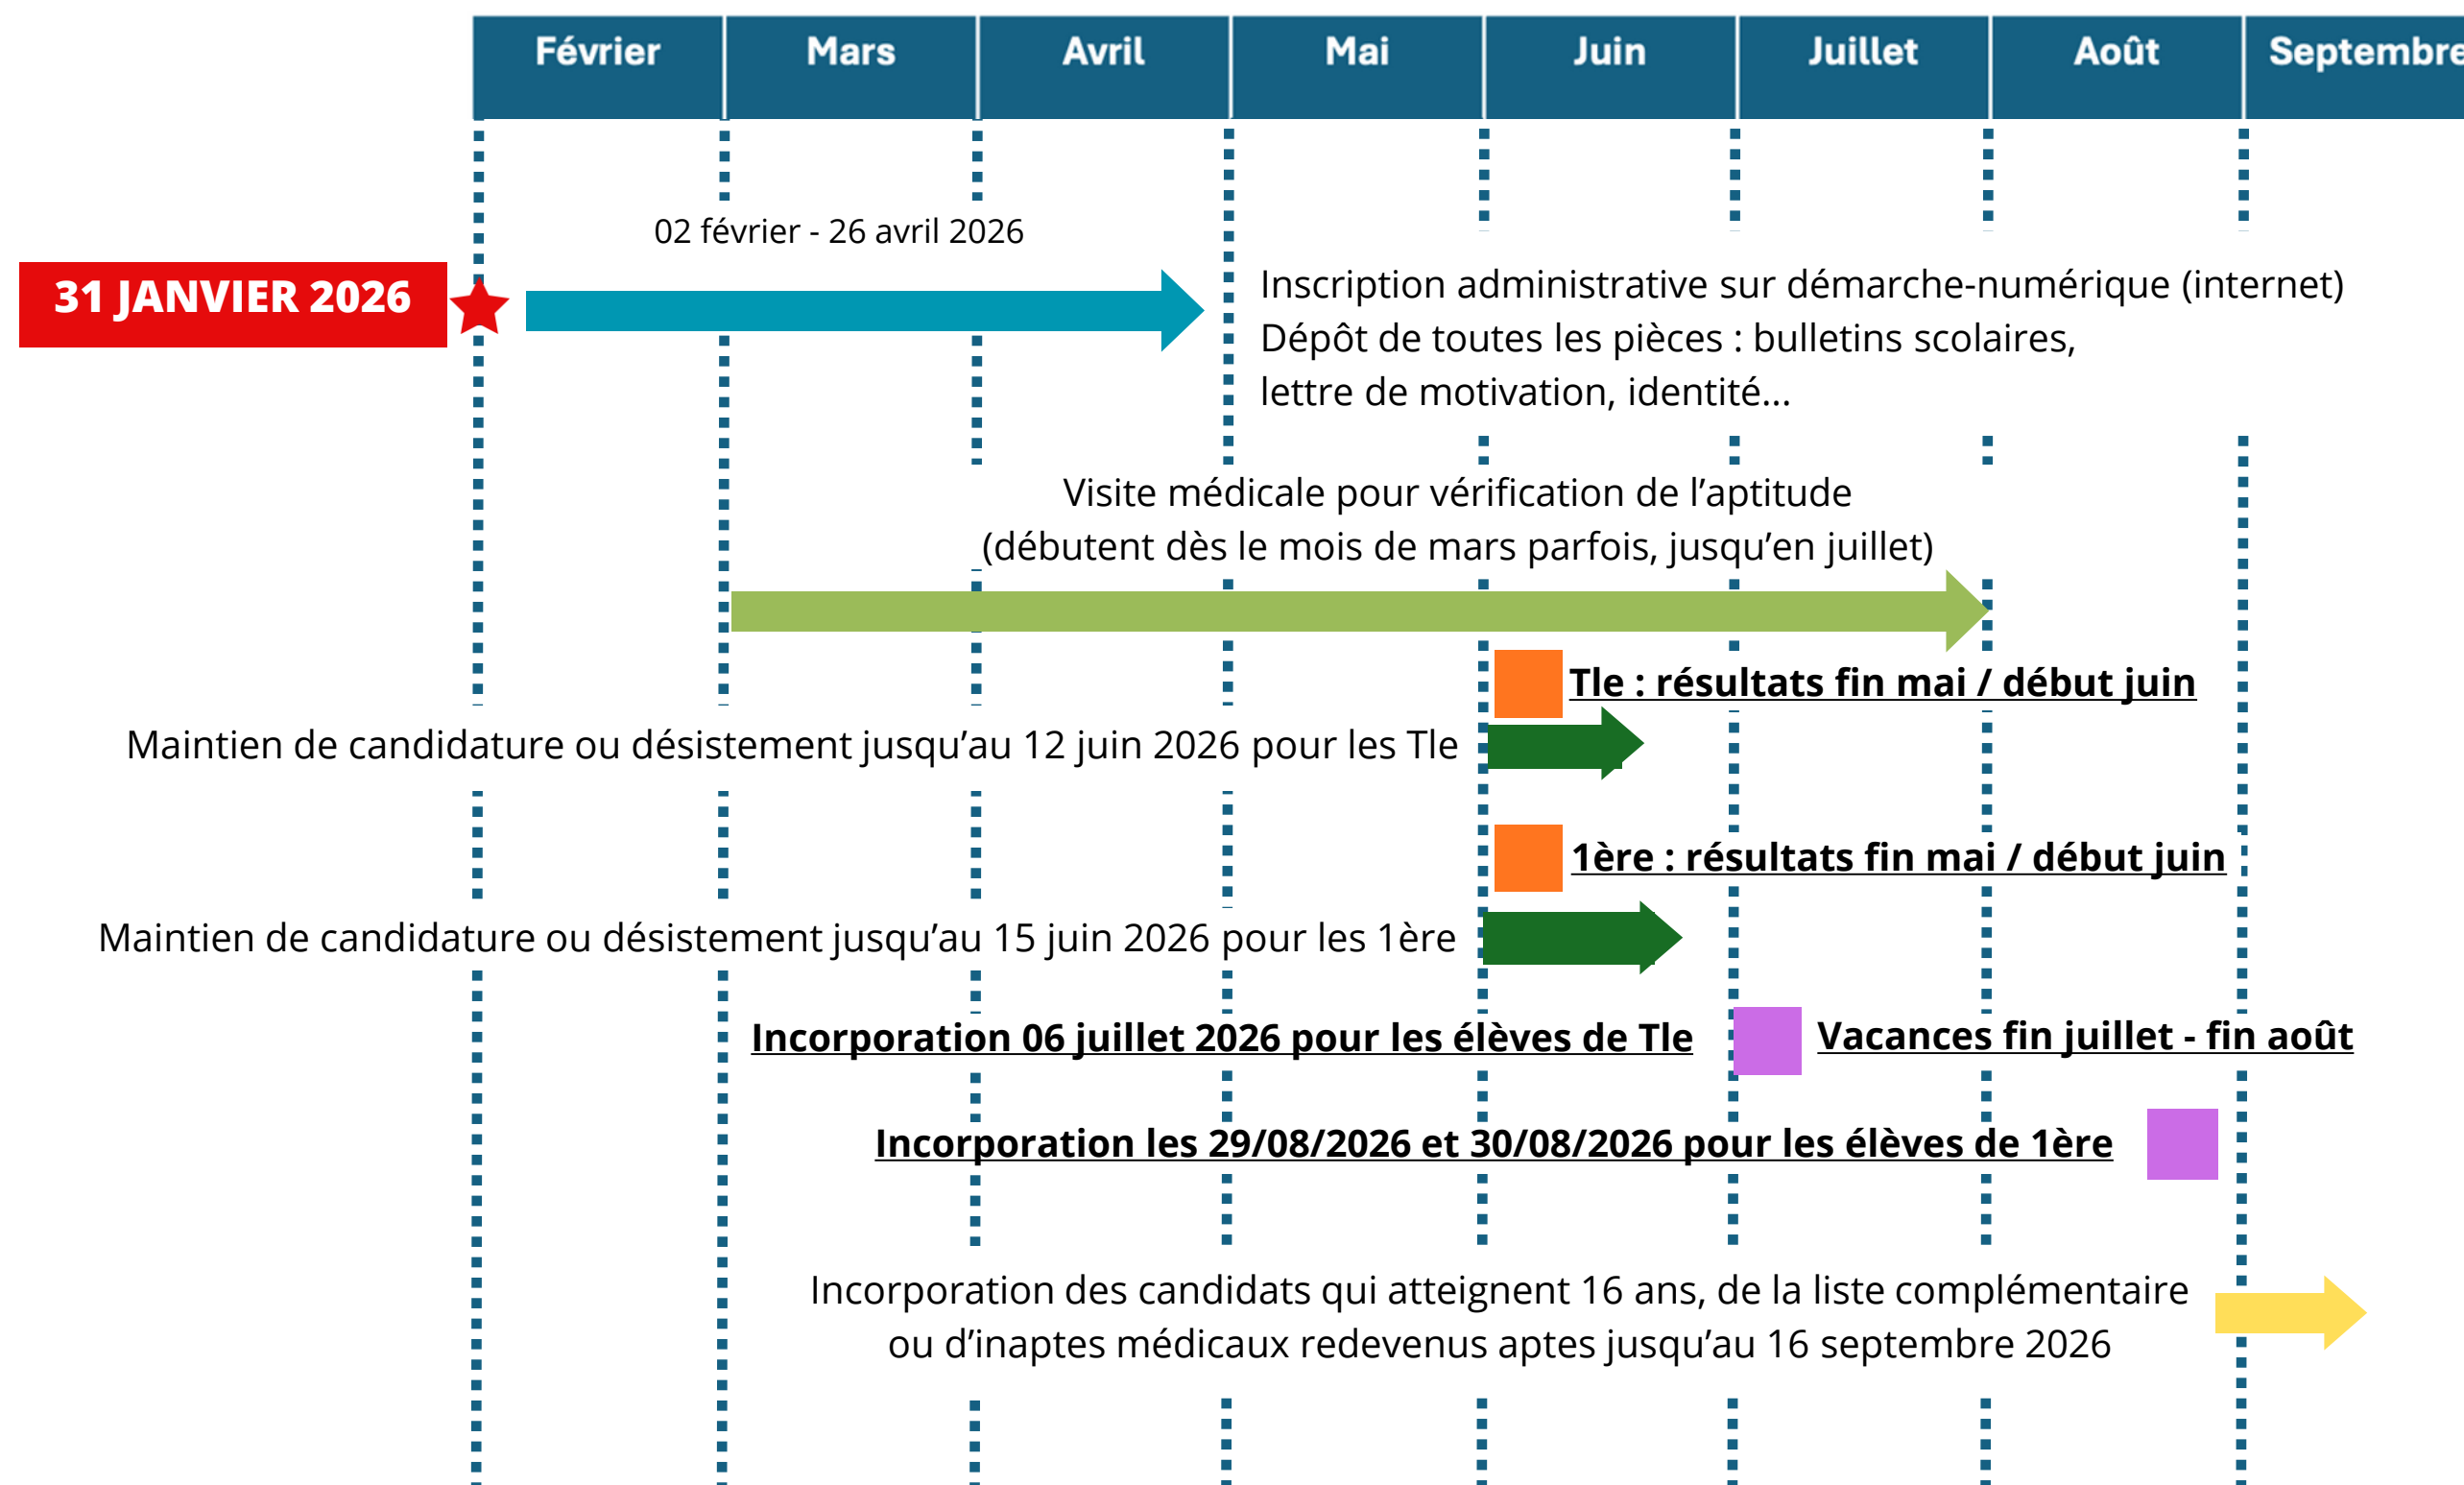 Février Mars Avril Mai Juin Juillet Août Septembre
02 février - 26 avril 2026
31 JANVIER 2026
Inscription administrative sur démarche-numérique (internet)
Dépôt de toutes les pièces : bulletins scolaires,
lettre de motivation, identité...
Visite médicale pour vérification de l’aptitude
(débutent dès le mois de mars parfois, jusqu’en juillet)
Tle : résultats fin mai / début juin
Maintien de candidature ou désistement jusqu’au 12 juin 2026 pour les Tle
1ère : résultats fin mai / début juin
Maintien de candidature ou désistement jusqu’au 15 juin 2026 pour les 1ère
Incorporation 06 juillet 2026 pour les élèves de Tle
Vacances fin juillet - fin août
Incorporation les 29/08/2026 et 30/08/2026 pour les élèves de 1ère
Incorporation des candidats qui atteignent 16 ans, de la liste complémentaire
ou d’inaptes médicaux redevenus aptes jusqu’au 16 septembre 2026